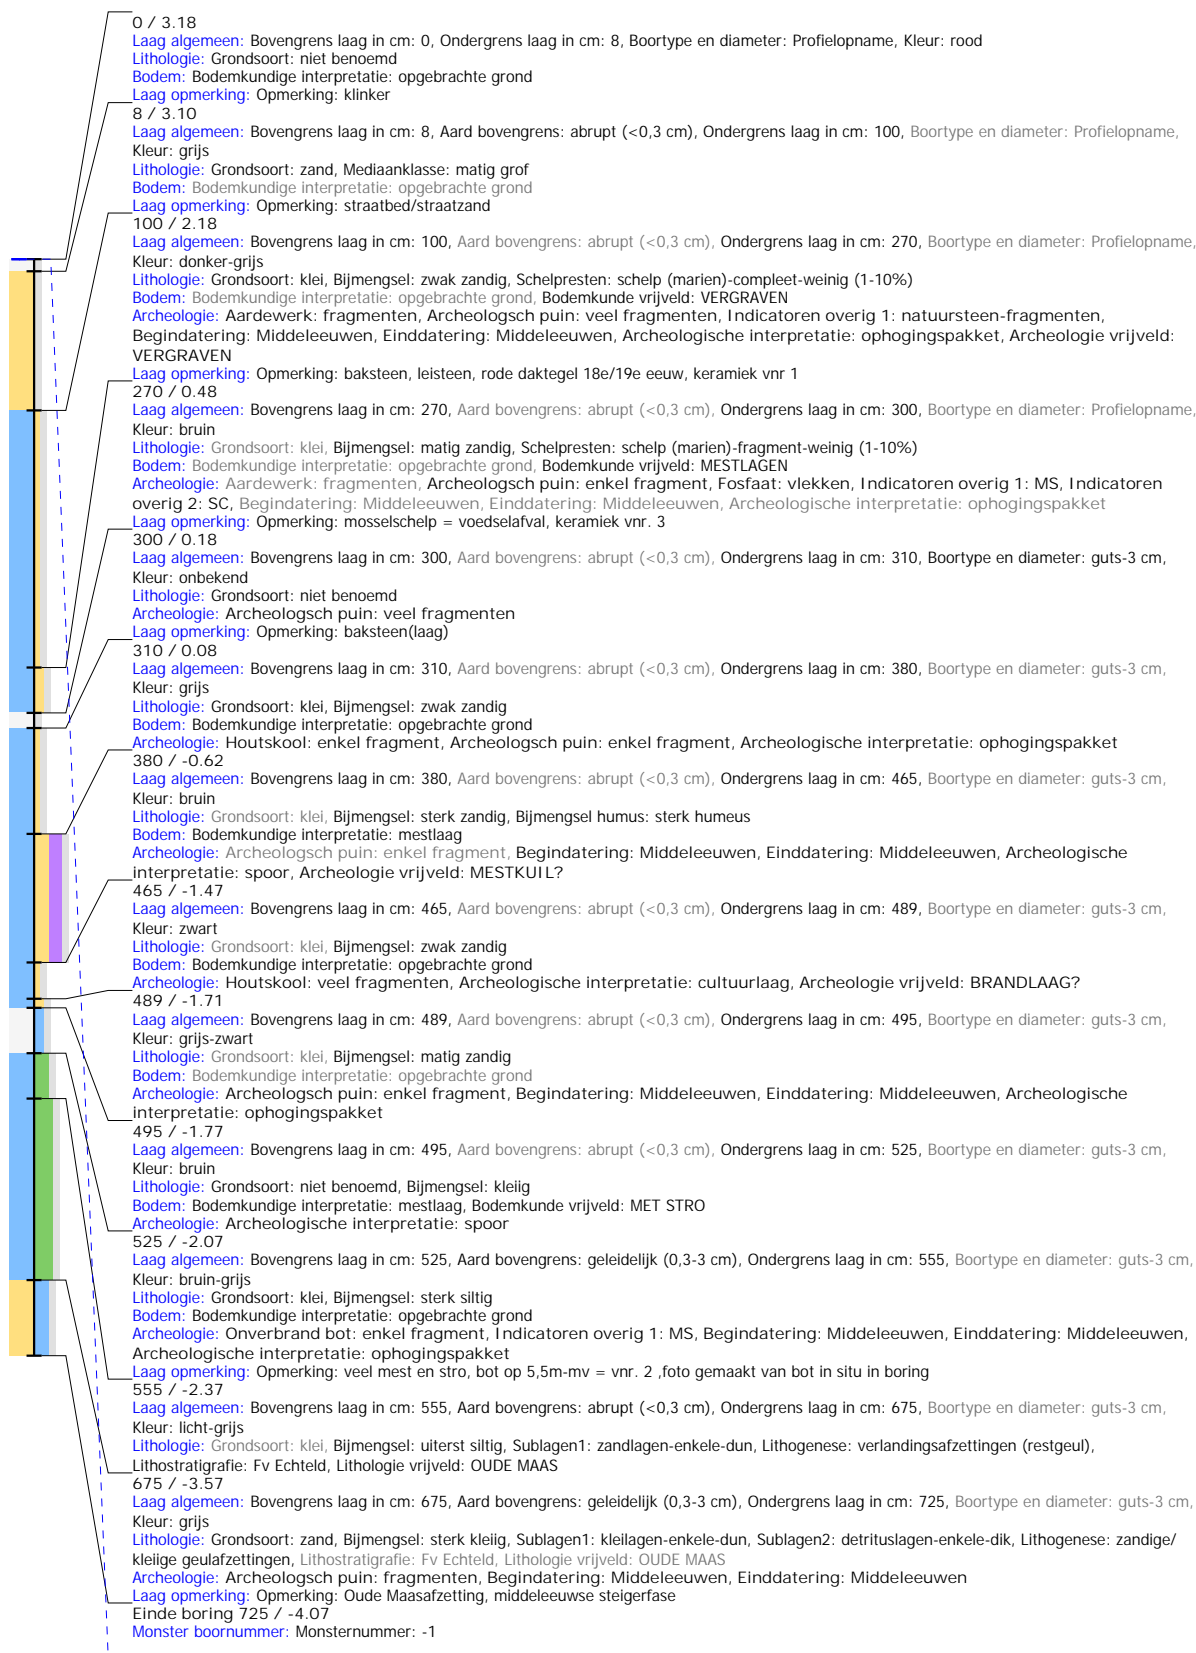 0 / 3.18
Laag algemeen: Bovengrens laag in cm: 0, Ondergrens laag in cm: 8, Boortype en diameter: Profielopname, Kleur: rood
Lithologie: Grondsoort: niet benoemd
Bodem: Bodemkundige interpretatie: opgebrachte grond
Laag opmerking: Opmerking: klinker
8 / 3.10
Laag algemeen: Bovengrens laag in cm: 8, Aard bovengrens: abrupt (<0,3 cm), Ondergrens laag in cm: 100, Boortype en diameter: Profielopname,
Kleur: grijs
Lithologie: Grondsoort: zand, Mediaanklasse: matig grof
Bodem: Bodemkundige interpretatie: opgebrachte grond
Laag opmerking: Opmerking: straatbed/straatzand
100 / 2.18
Laag algemeen: Bovengrens laag in cm: 100, Aard bovengrens: abrupt (<0,3 cm), Ondergrens laag in cm: 270, Boortype en diameter: Profielopname,
Kleur: donker-grijs
Lithologie: Grondsoort: klei, Bijmengsel: zwak zandig, Schelpresten: schelp (marien)-compleet-weinig (1-10%)
Bodem: Bodemkundige interpretatie: opgebrachte grond, Bodemkunde vrijveld: VERGRAVEN
Archeologie: Aardewerk: fragmenten, Archeologsch puin: veel fragmenten, Indicatoren overig 1: natuursteen-fragmenten,
Begindatering: Middeleeuwen, Einddatering: Middeleeuwen, Archeologische interpretatie: ophogingspakket, Archeologie vrijveld:
VERGRAVEN
Laag opmerking: Opmerking: baksteen, leisteen, rode daktegel 18e/19e eeuw, keramiek vnr 1
270 / 0.48
Laag algemeen: Bovengrens laag in cm: 270, Aard bovengrens: abrupt (<0,3 cm), Ondergrens laag in cm: 300, Boortype en diameter: Profielopname,
Kleur: bruin
Lithologie: Grondsoort: klei, Bijmengsel: matig zandig, Schelpresten: schelp (marien)-fragment-weinig (1-10%)
Bodem: Bodemkundige interpretatie: opgebrachte grond, Bodemkunde vrijveld: MESTLAGEN
Archeologie: Aardewerk: fragmenten, Archeologsch puin: enkel fragment, Fosfaat: vlekken, Indicatoren overig 1: MS, Indicatoren
overig 2: SC, Begindatering: Middeleeuwen, Einddatering: Middeleeuwen, Archeologische interpretatie: ophogingspakket
Laag opmerking: Opmerking: mosselschelp = voedselafval, keramiek vnr. 3
300 / 0.18
Laag algemeen: Bovengrens laag in cm: 300, Aard bovengrens: abrupt (<0,3 cm), Ondergrens laag in cm: 310, Boortype en diameter: guts-3 cm,
Kleur: onbekend
Lithologie: Grondsoort: niet benoemd
Archeologie: Archeologsch puin: veel fragmenten
Laag opmerking: Opmerking: baksteen(laag)
310 / 0.08
Laag algemeen: Bovengrens laag in cm: 310, Aard bovengrens: abrupt (<0,3 cm), Ondergrens laag in cm: 380, Boortype en diameter: guts-3 cm,
Kleur: grijs
Lithologie: Grondsoort: klei, Bijmengsel: zwak zandig
Bodem: Bodemkundige interpretatie: opgebrachte grond
Archeologie: Houtskool: enkel fragment, Archeologsch puin: enkel fragment, Archeologische interpretatie: ophogingspakket
380 / -0.62
Laag algemeen: Bovengrens laag in cm: 380, Aard bovengrens: abrupt (<0,3 cm), Ondergrens laag in cm: 465, Boortype en diameter: guts-3 cm,
Kleur: bruin
Lithologie: Grondsoort: klei, Bijmengsel: sterk zandig, Bijmengsel humus: sterk humeus
Bodem: Bodemkundige interpretatie: mestlaag
Archeologie: Archeologsch puin: enkel fragment, Begindatering: Middeleeuwen, Einddatering: Middeleeuwen, Archeologische
interpretatie: spoor, Archeologie vrijveld: MESTKUIL?
465 / -1.47
Laag algemeen: Bovengrens laag in cm: 465, Aard bovengrens: abrupt (<0,3 cm), Ondergrens laag in cm: 489, Boortype en diameter: guts-3 cm,
Kleur: zwart
Lithologie: Grondsoort: klei, Bijmengsel: zwak zandig
Bodem: Bodemkundige interpretatie: opgebrachte grond
Archeologie: Houtskool: veel fragmenten, Archeologische interpretatie: cultuurlaag, Archeologie vrijveld: BRANDLAAG?
489 / -1.71
Laag algemeen: Bovengrens laag in cm: 489, Aard bovengrens: abrupt (<0,3 cm), Ondergrens laag in cm: 495, Boortype en diameter: guts-3 cm,
Kleur: grijs-zwart
Lithologie: Grondsoort: klei, Bijmengsel: matig zandig
Bodem: Bodemkundige interpretatie: opgebrachte grond
Archeologie: Archeologsch puin: enkel fragment, Begindatering: Middeleeuwen, Einddatering: Middeleeuwen, Archeologische
interpretatie: ophogingspakket
495 / -1.77
Laag algemeen: Bovengrens laag in cm: 495, Aard bovengrens: abrupt (<0,3 cm), Ondergrens laag in cm: 525, Boortype en diameter: guts-3 cm,
Kleur: bruin
Lithologie: Grondsoort: niet benoemd, Bijmengsel: kleiig
Bodem: Bodemkundige interpretatie: mestlaag, Bodemkunde vrijveld: MET STRO
Archeologie: Archeologische interpretatie: spoor
525 / -2.07
Laag algemeen: Bovengrens laag in cm: 525, Aard bovengrens: geleidelijk (0,3-3 cm), Ondergrens laag in cm: 555, Boortype en diameter: guts-3 cm,
Kleur: bruin-grijs
Lithologie: Grondsoort: klei, Bijmengsel: sterk siltig
Bodem: Bodemkundige interpretatie: opgebrachte grond
Archeologie: Onverbrand bot: enkel fragment, Indicatoren overig 1: MS, Begindatering: Middeleeuwen, Einddatering: Middeleeuwen,
Archeologische interpretatie: ophogingspakket
Laag opmerking: Opmerking: veel mest en stro, bot op 5,5m-mv = vnr. 2 ,foto gemaakt van bot in situ in boring
555 / -2.37
Laag algemeen: Bovengrens laag in cm: 555, Aard bovengrens: abrupt (<0,3 cm), Ondergrens laag in cm: 675, Boortype en diameter: guts-3 cm,
Kleur: licht-grijs
Lithologie: Grondsoort: klei, Bijmengsel: uiterst siltig, Sublagen1: zandlagen-enkele-dun, Lithogenese: verlandingsafzettingen (restgeul),
Lithostratigrafie: Fv Echteld, Lithologie vrijveld: OUDE MAAS
675 / -3.57
Laag algemeen: Bovengrens laag in cm: 675, Aard bovengrens: geleidelijk (0,3-3 cm), Ondergrens laag in cm: 725, Boortype en diameter: guts-3 cm,
Kleur: grijs
Lithologie: Grondsoort: zand, Bijmengsel: sterk kleiig, Sublagen1: kleilagen-enkele-dun, Sublagen2: detrituslagen-enkele-dik, Lithogenese: zandige/
kleiige geulafzettingen, Lithostratigrafie: Fv Echteld, Lithologie vrijveld: OUDE MAAS
Archeologie: Archeologsch puin: fragmenten, Begindatering: Middeleeuwen, Einddatering: Middeleeuwen
Laag opmerking: Opmerking: Oude Maasafzetting, middeleeuwse steigerfase
Einde boring 725 / -4.07
Monster boornummer: Monsternummer: -1